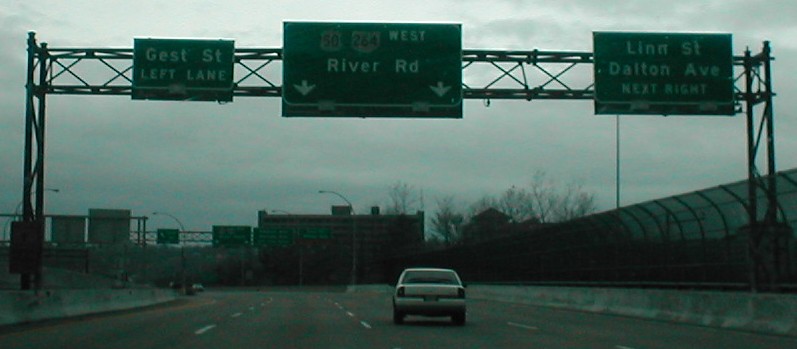 Gest St
LEFT LANE
50 264 WEST
River Rd
Linn St
Dalton Ave
NEXT RIGHT